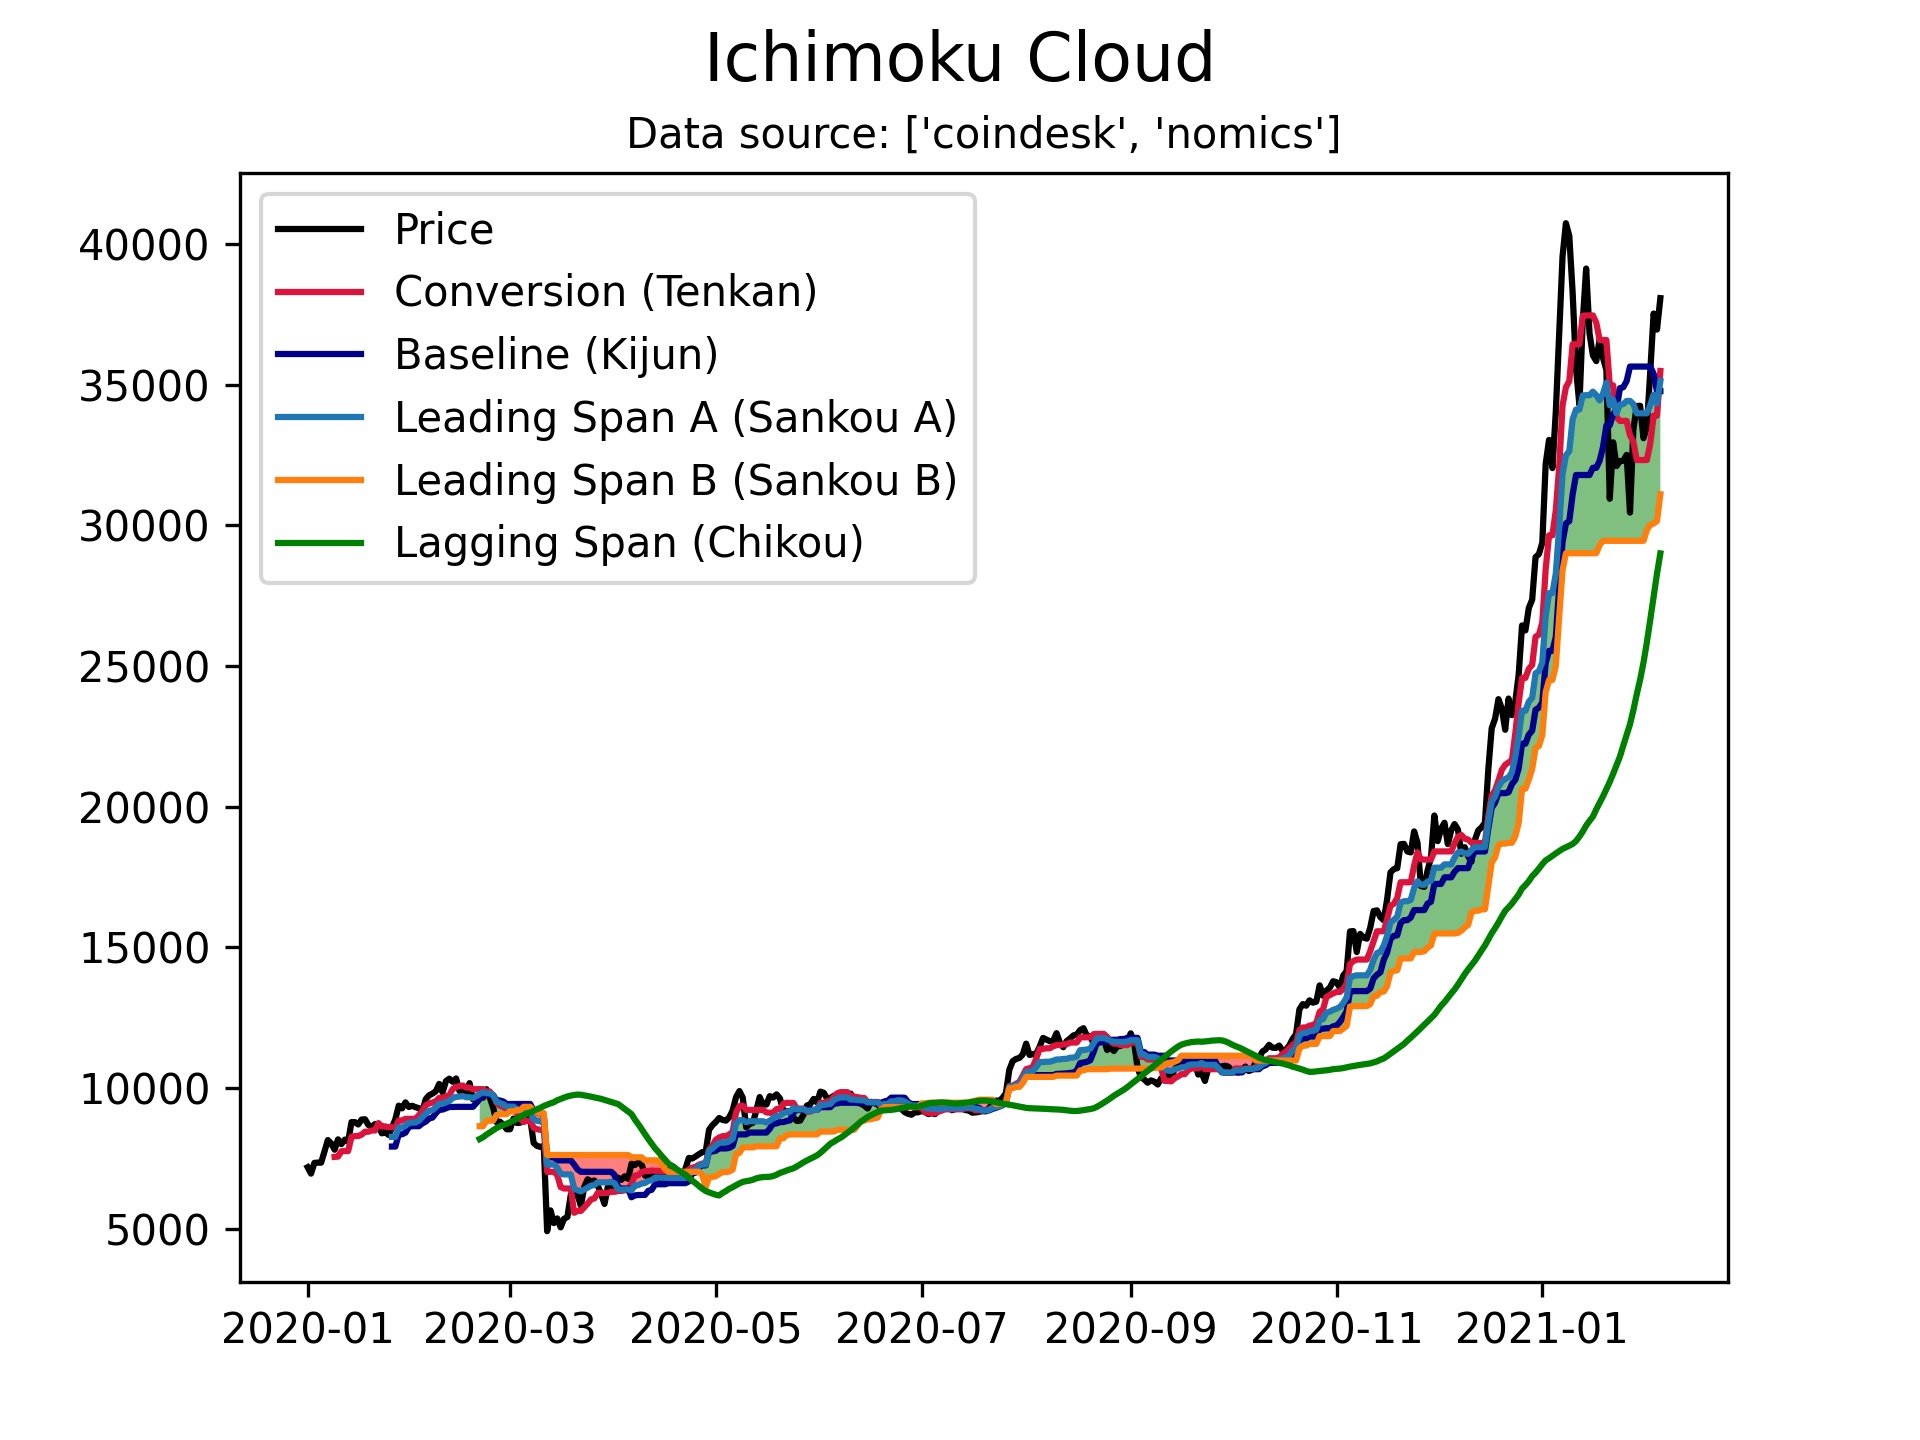 Ichimoku Cloud
Data source: ['coindesk', 'nomics']
Price
Conversion (Tenkan)
Baseline (Kijun)
Leading Span A (Sankou A)
Leading Span B (Sankou B)
Lagging Span (Chikou)
40000
35000
30000
25000
20000
15000
10000
5000
2020-01 2020-03 2020-05 2020-07 2020-09 2020-11 2021-01